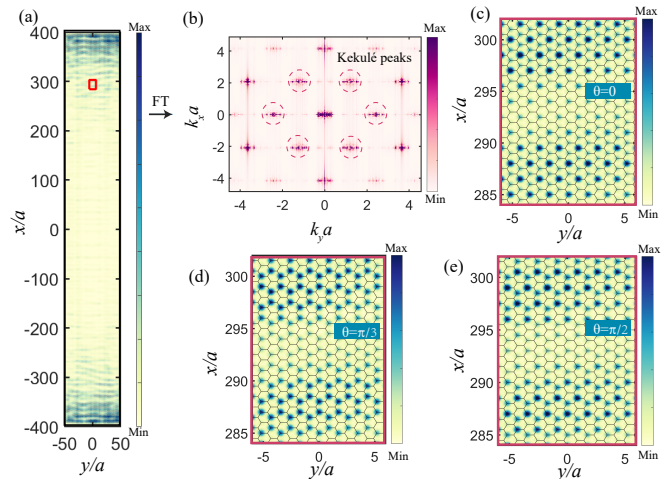 (a)
400
300
200
100
-0
-100
-200
-300
-400
-50
0
50
x/a
y/a
Max
Min
FT
(b)
Kekulé peaks
4
2
0
-2
-4
-4
-2
0
2
4
kₓa
k_y a
Max
Min
(c)
θ=0
300
295
290
285
-5
0
5
x/a
y/a
Max
Min
(d)
θ=π/3
300
295
290
285
-5
0
5
x/a
y/a
Max
Min
(e)
θ=π/2
300
295
290
285
-5
0
5
x/a
y/a
Max
Min